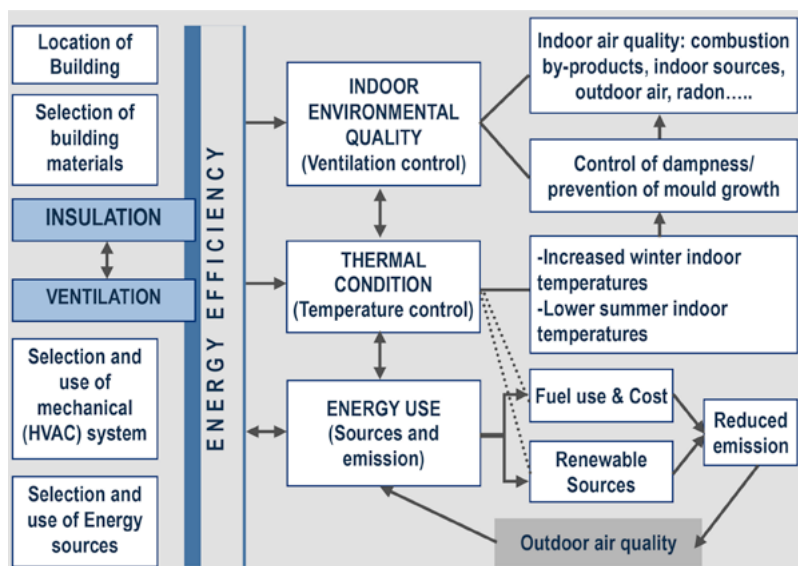 Location of
Building
Selection of
building
materials
INSULATION
VENTILATION
Selection and
use of
mechanical
(HVAC) system
Selection and
use of Energy
sources
ENERGY EFFICIENCY
INDOOR
ENVIRONMENTAL
QUALITY
(Ventilation control)
THERMAL
CONDITION
(Temperature control)
ENERGY USE
(Sources and
emission)
Indoor air quality: combustion
by-products, indoor sources,
outdoor air, radon.....
Control of dampness/
prevention of mould growth
-Increased winter indoor
temperatures
-Lower summer indoor
temperatures
Fuel use & Cost
Renewable
Sources
Reduced
emission
Outdoor air quality